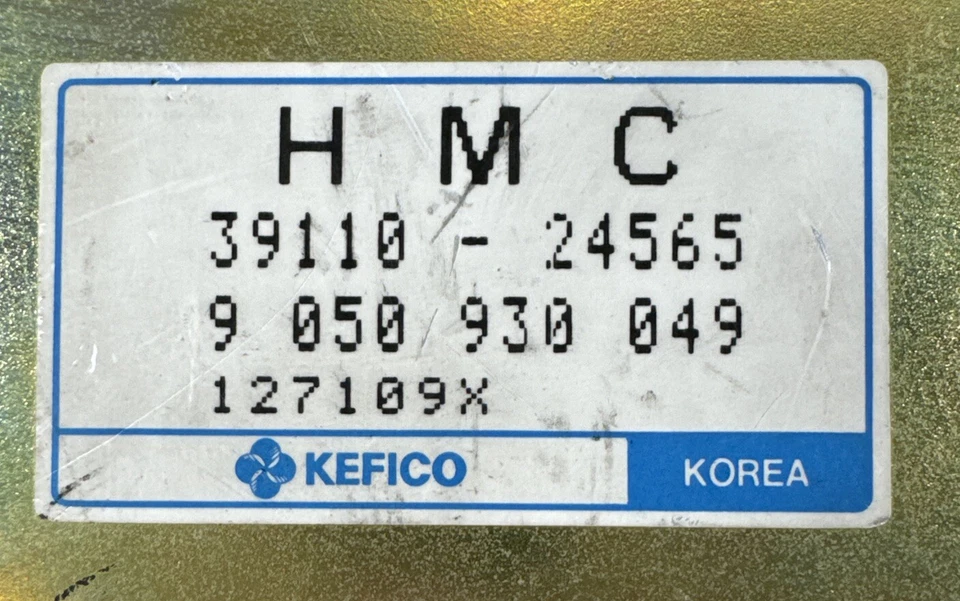 H M C
39110 - 24565
9 050 930 049
127109X
KEFICO
KOREA